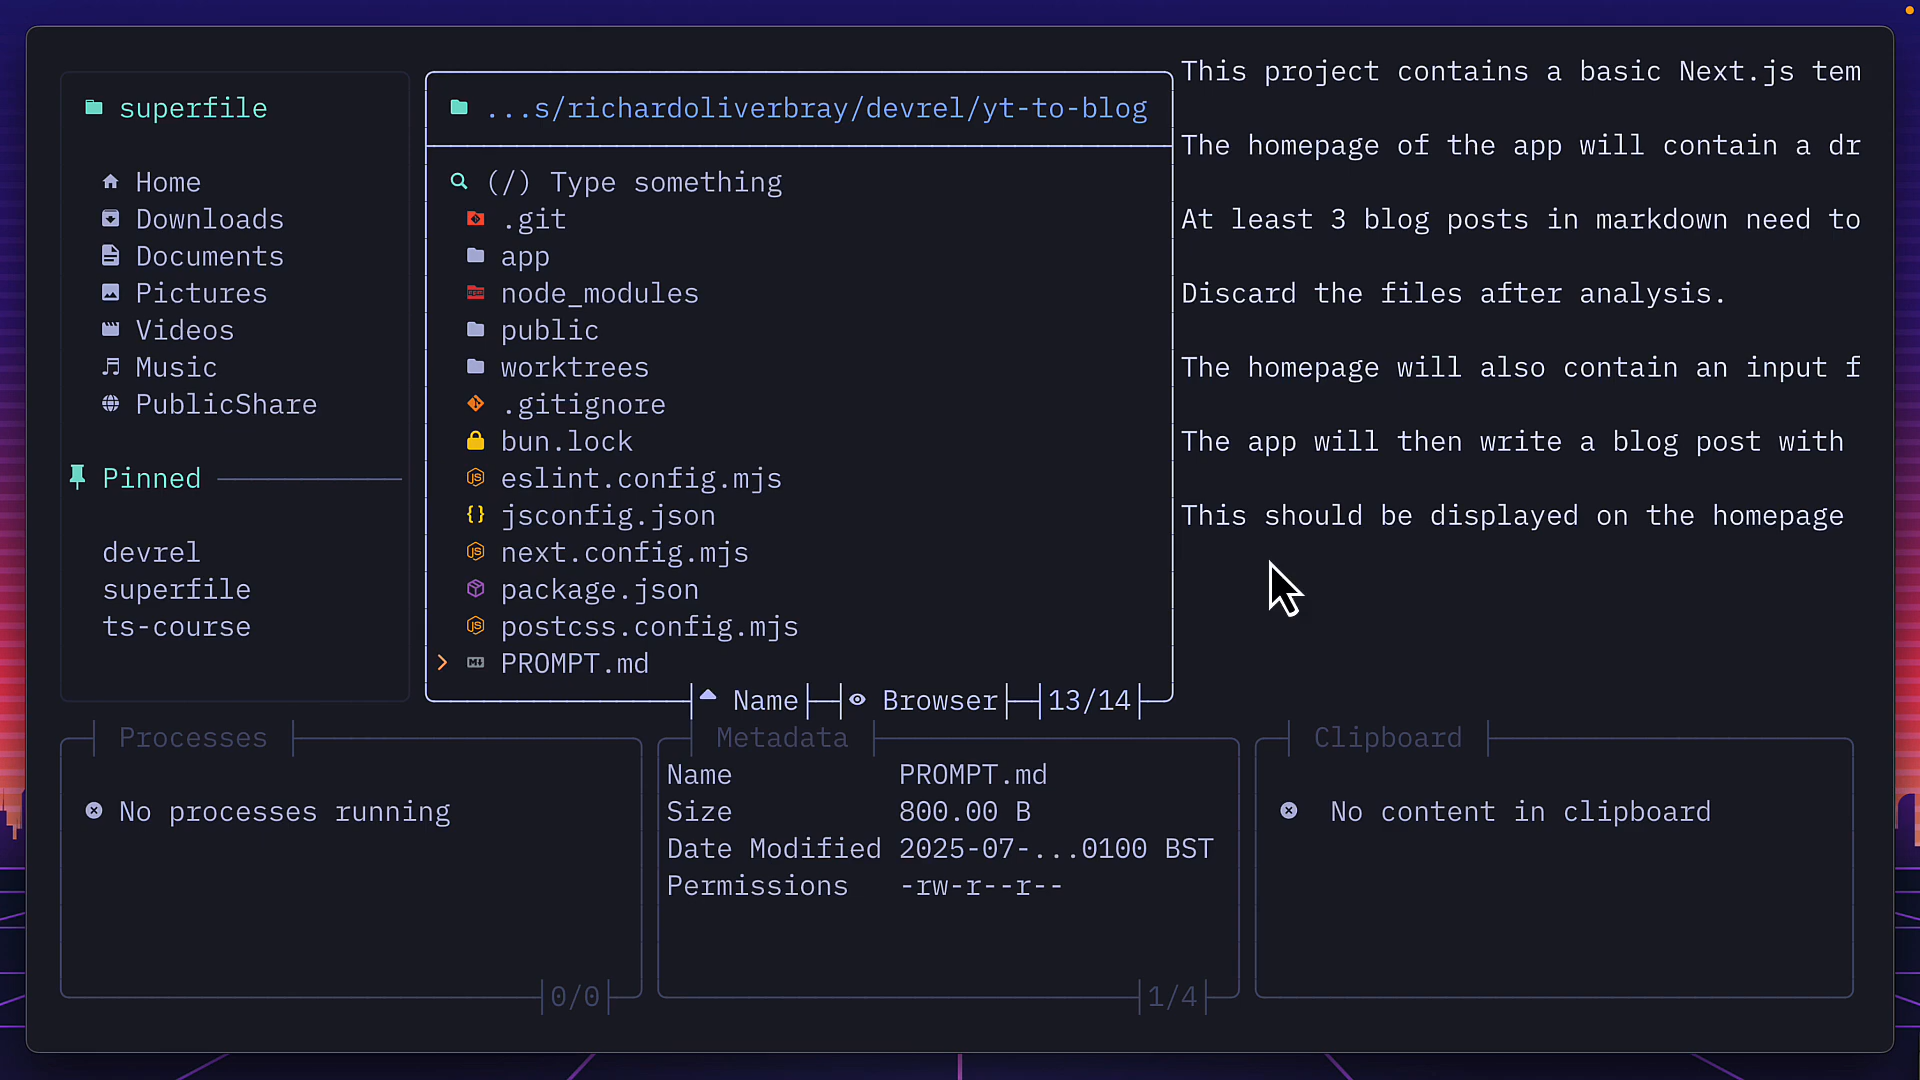 superfile
Home
Downloads
Documents
Pictures
Videos
Music
PublicShare
Pinned
devrel
superfile
ts-course
...s/richardoliverbray/devrel/yt-to-blog
(/) Type something
.git
app
node_modules
public
worktrees
.gitignore
bun.lock
eslint.config.mjs
jsconfig.json
next.config.mjs
package.json
postcss.config.mjs
PROMPT.md
Name Browser 13/14
This project contains a basic Next.js tem
The homepage of the app will contain a dr
At least 3 blog posts in markdown need to
Discard the files after analysis.
The homepage will also contain an input f
The app will then write a blog post with
This should be displayed on the homepage
Processes
No processes running
0/0
Metadata
Name PROMPT.md
Size 800.00 B
Date Modified 2025-07-...0100 BST
Permissions -rw-r--r--
1/4
Clipboard
No content in clipboard